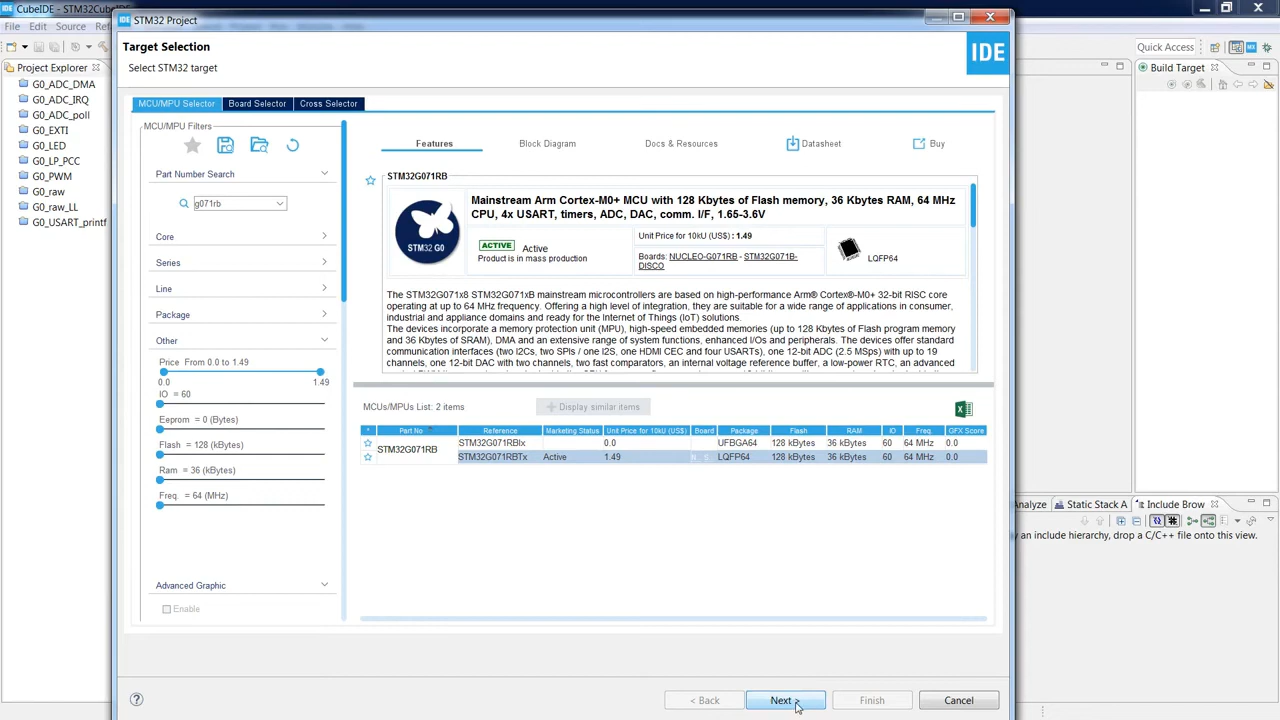 IDE CubeIDE - STM32CubeIDE
STM32 Project
File Edit Source
Target Selection
Select STM32 target
IDE
Quick Access
Project Explorer
Build Target
G0_ADC_DMA
G0_ADC_IRQ
G0_ADC_poll
G0_EXTI
G0_LED
G0_LP_PCC
G0_PWM
G0_raw
G0_raw_LL
G0_USART_printf
MCU/MPU Selector Board Selector Cross Selector
MCU/MPU Filters
Part Number Search
g071rb
Core
Series
Line
Package
Other
Price From 0.0 to 1.49
0.0 1.49
IO = 60
Eeprom = 0 (Bytes)
Flash = 128 (kBytes)
Ram = 36 (kBytes)
Freq. = 64 (MHz)
Advanced Graphic
Enable
Features Block Diagram Docs & Resources Datasheet Buy
STM32G071RB
STM32 G0
Mainstream Arm Cortex-M0+ MCU with 128 Kbytes of Flash memory, 36 Kbytes RAM, 64 MHz
CPU, 4x USART, timers, ADC, DAC, comm. I/F, 1.65-3.6V
ACTIVE Active
Product is in mass production
Unit Price for 10kU (US$) : 1.49
Boards: NUCLEO-G071RB - STM32G071B-
DISCO
LQFP64
The STM32G071x8 STM32G071xB mainstream microcontrollers are based on high-performance Arm® Cortex®-M0+ 32-bit RISC core
operating at up to 64 MHz frequency. Offering a high level of integration, they are suitable for a wide range of applications in consumer,
industrial and appliance domains and ready for the Internet of Things (IoT) solutions.
The devices incorporate a memory protection unit (MPU), high-speed embedded memories (up to 128 Kbytes of Flash program memory
and 36 Kbytes of SRAM), DMA and an extensive range of system functions, enhanced I/Os and peripherals. The devices offer standard
communication interfaces (two I2Cs, two SPIs / one I2S, one HDMI CEC and four USARTs), one 12-bit ADC (2.5 MSps) with up to 19
channels, one 12-bit DAC with two channels, two fast comparators, an internal voltage reference buffer, a low-power RTC, an advanced
MCUs/MPUs List: 2 items
Display similar items
* Part No Reference Marketing Status Unit Price for 10kU (US$) Board Package Flash RAM IO Freq. GFX Score
STM32G071RB
STM32G071RBIx 0.0 UFBGA64 128 kBytes 36 kBytes 60 64 MHz 0.0
STM32G071RBTx Active 1.49 LQFP64 128 kBytes 36 kBytes 60 64 MHz 0.0
Static Stack A
Include Brow
an include hierarchy, drop a C/C++ file onto this view.
< Back Next > Finish Cancel